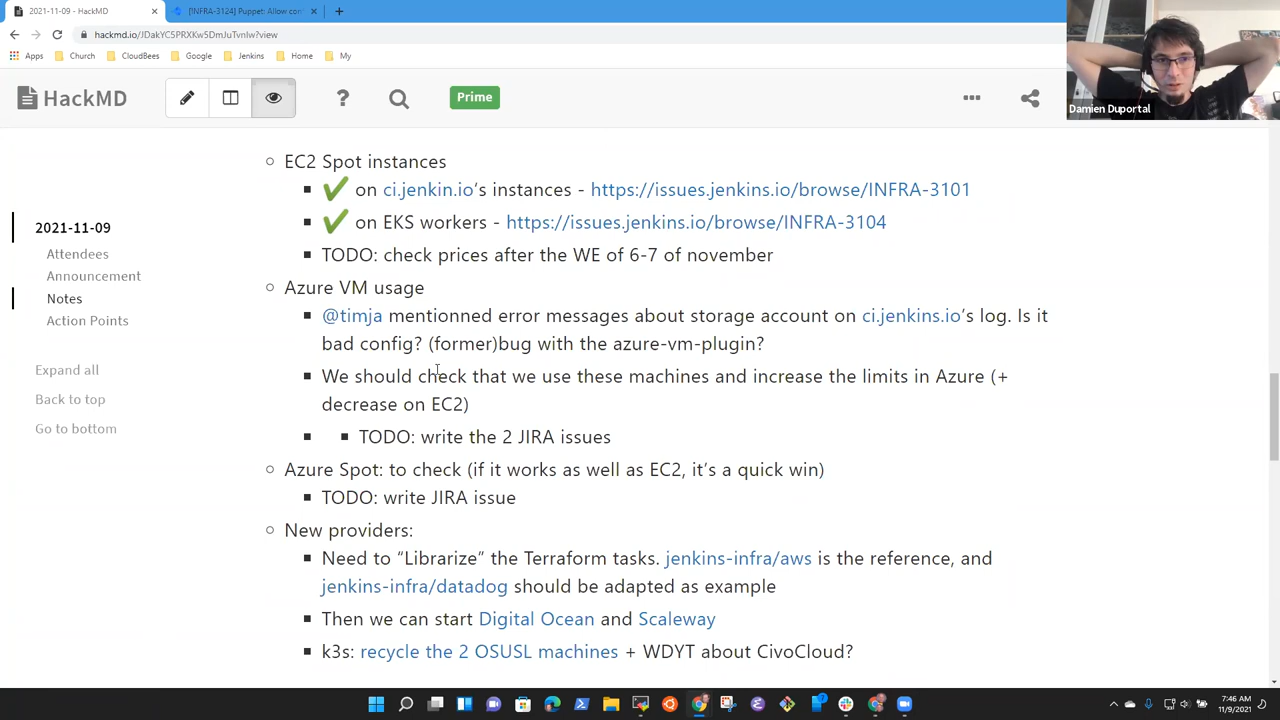 2021-11-09 - HackMD
[INFRA-3124] Puppet: Allow con
hackmd.io/JDakYC5PRXKw5DmJuTvnIw?view
Apps
Church
CloudBees
Google
Jenkins
Home
My
HackMD
Prime
Damien Duportal
2021-11-09
Attendees
Announcement
Notes
Action Points
Expand all
Back to top
Go to bottom
EC2 Spot instances
✔ on ci.jenkin.io's instances - https://issues.jenkins.io/browse/INFRA-3101
✔ on EKS workers - https://issues.jenkins.io/browse/INFRA-3104
TODO: check prices after the WE of 6-7 of november
Azure VM usage
@timja mentionned error messages about storage account on ci.jenkins.io's log. Is it
bad config? (former)bug with the azure-vm-plugin?
We should check that we use these machines and increase the limits in Azure (+
decrease on EC2)
TODO: write the 2 JIRA issues
Azure Spot: to check (if it works as well as EC2, it's a quick win)
TODO: write JIRA issue
New providers:
Need to “Librarize” the Terraform tasks. jenkins-infra/aws is the reference, and
jenkins-infra/datadog should be adapted as example
Then we can start Digital Ocean and Scaleway
k3s: recycle the 2 OSUSL machines + WDYT about CivoCloud?
7:46 AM
11/9/2021